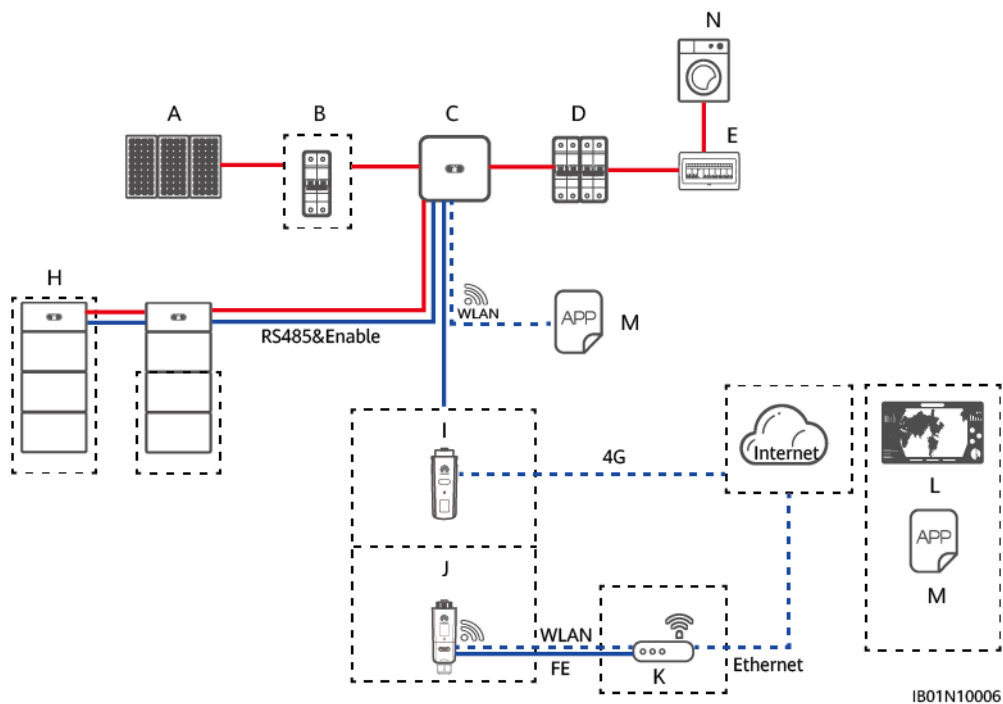 N
A
B
C
D
E
H
RS485&Enable
WLAN
APP
M
I
4G
Internet
L
APP
M
J
WLAN
FE
K
Ethernet
IB01N10006